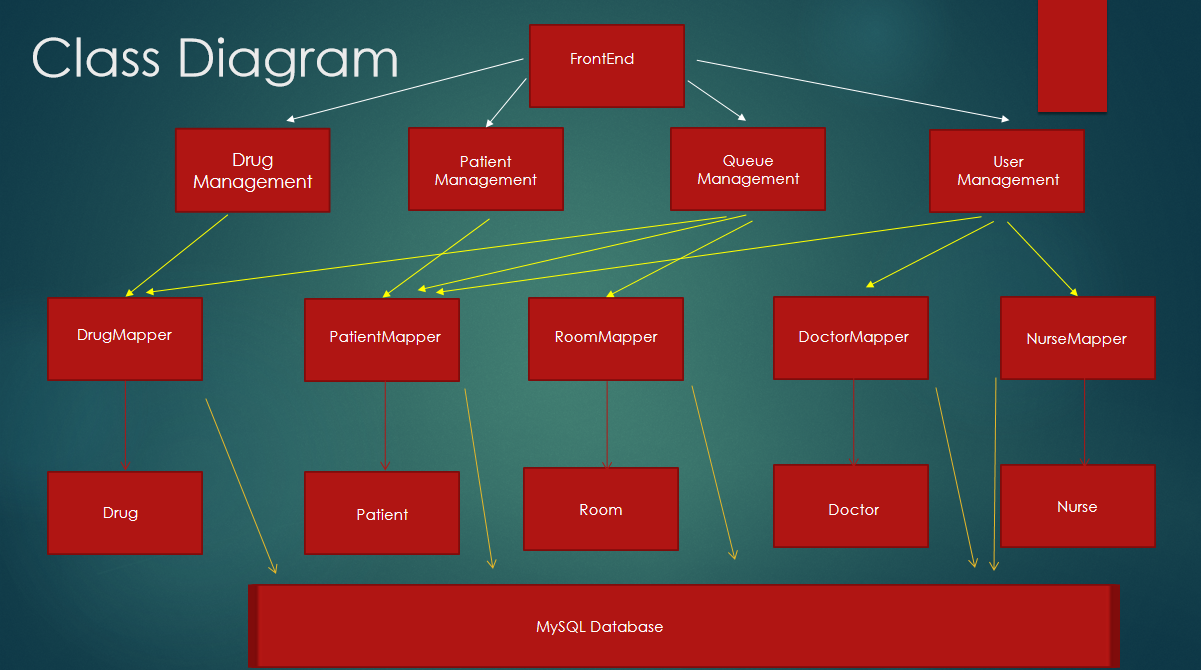 Class Diagram
FrontEnd
Drug
Management
Patient
Management
Queue
Management
User
Management
DrugMapper
PatientMapper
RoomMapper
DoctorMapper
NurseMapper
Drug
Patient
Room
Doctor
Nurse
MySQL Database